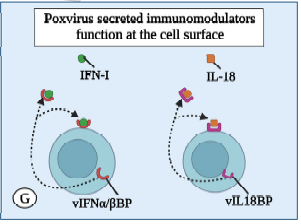 Poxvirus secreted immunomodulators
function at the cell surface
IFN-I
IL-18
vIFNα/βBP
vIL18BP
G